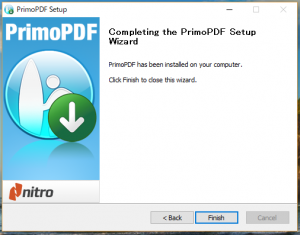 PrimoPDF Setup
PrimoPDF
Completing the PrimoPDF Setup
Wizard
PrimoPDF has been installed on your computer.
Click Finish to close this wizard.
nitro
< Back
Finish
Cancel